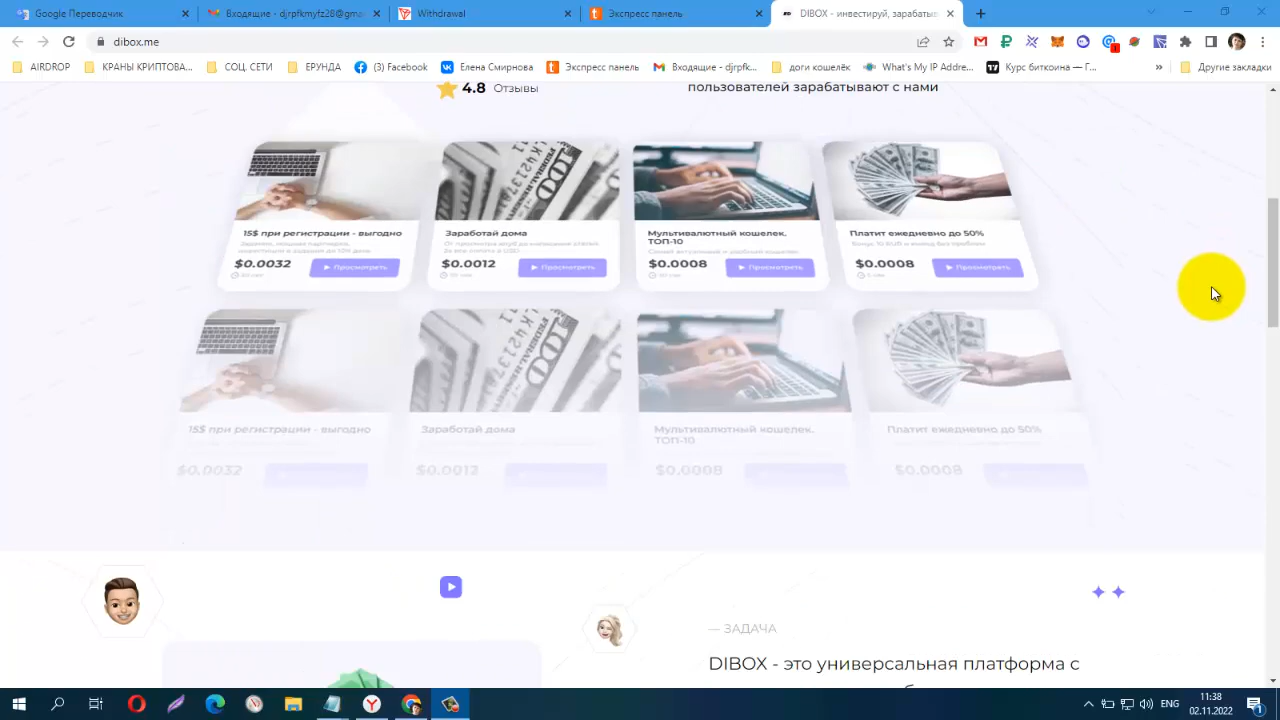 Google Переводчик
Входящие - djrpfkmyfz28@gma
Withdrawal
Экспресс панель
DIBOX - инвестируй, зарабатыв
dibox.me
AIRDROP
КРАНЫ КРИПТОВА...
СОЦ. СЕТИ
ЕРУНДА
(3) Facebook
Елена Смирнова
Экспресс панель
Входящие - djrpfk...
доги кошелёк
What's My IP Addre...
Курс биткоина — Г...
»
Другие закладки
4.8 Отзывы
пользователей зарабатывают с нами
15$ при регистрации - выгодно
$0.0032
Просмотреть
Заработай дома
$0.0012
Просмотреть
Мультивалютный кошелек.
ТОП-10
$0.0008
Просмотреть
Платит ежедневно до 50%
$0.0008
Просмотреть
15$ при регистрации - выгодно
$0.0032
Заработай дома
$0.0012
Мультивалютный кошелек.
ТОП-10
$0.0008
Платит ежедневно до 50%
$0.0008
— ЗАДАЧА
DIBOX - это универсальная платформа с
ENG
11:38
02.11.2022